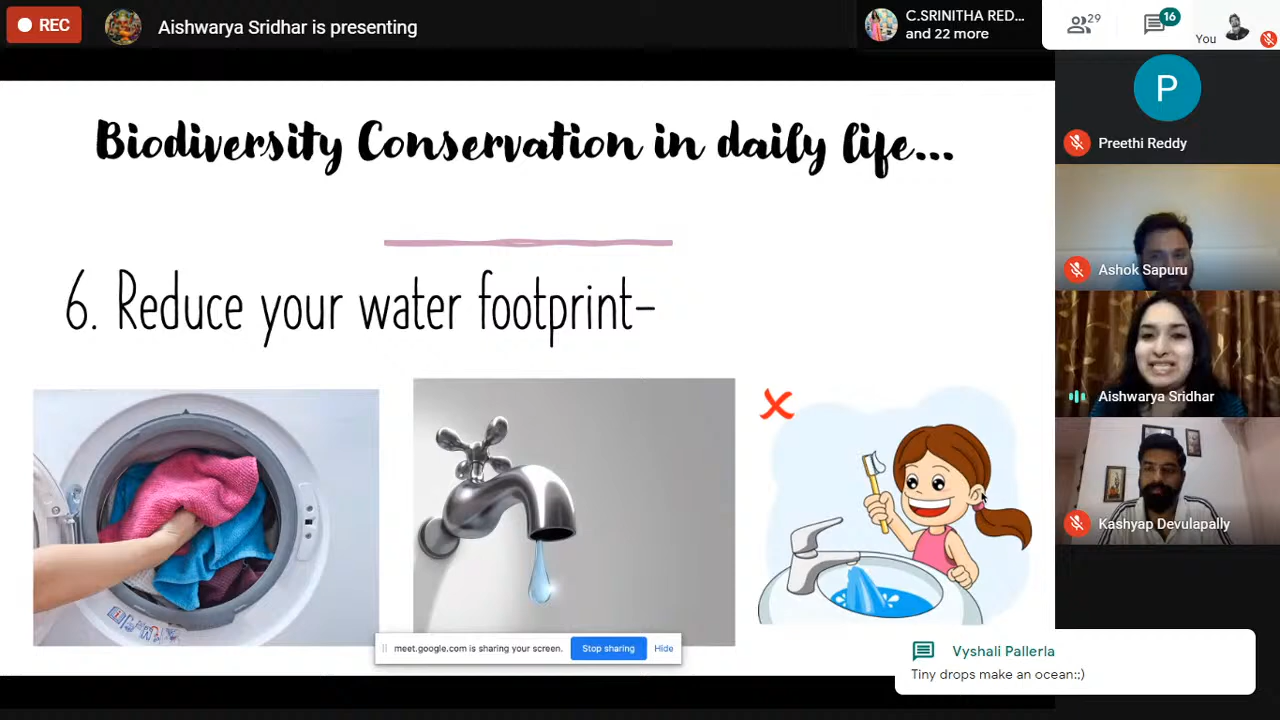 REC
Aishwarya Sridhar is presenting
C.SRINITHA RED...
and 22 more
29
16
You
P
Preethi Reddy
Biodiversity Conservation in daily life...
Ashok Sapuru
6. Reduce your water footprint-
Aishwarya Sridhar
Kashyap Devulapally
meet.google.com is sharing your screen.
Stop sharing
Hide
Vyshali Pallerla
Tiny drops make an ocean::)